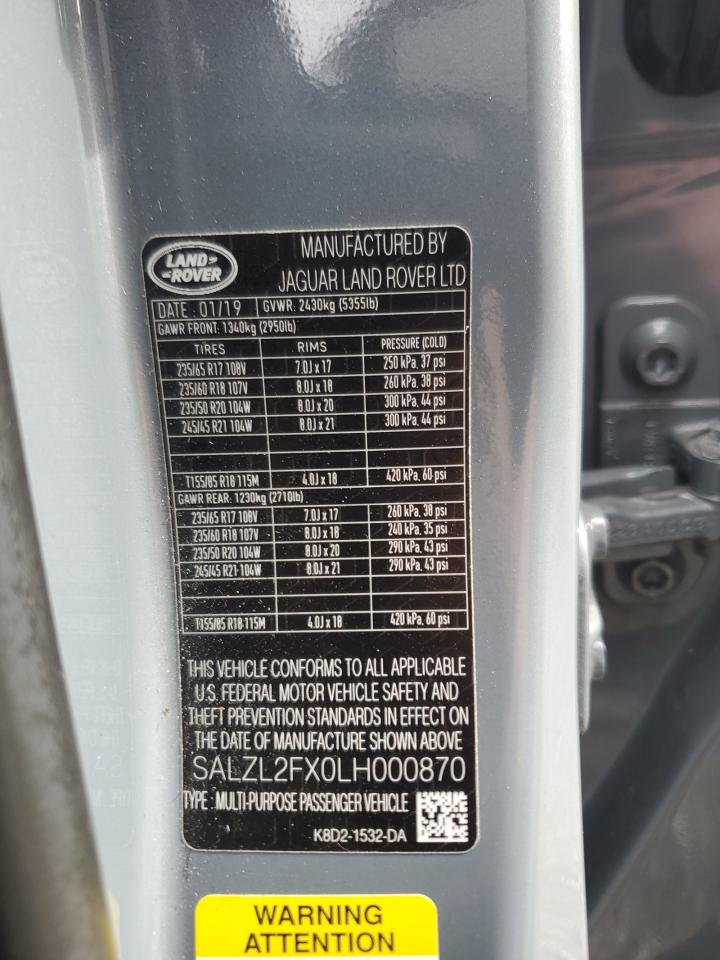 LAND-
-ROVER
MANUFACTURED BY
JAGUAR LAND ROVER LTD
DATE : 01/19 GVWR: 2430kg (5355lb)
GAWR FRONT: 1340kg (2950lb)
TIRES RIMS PRESSURE (COLD)
235/65 R17 108V 7.0J x 17 250 kPa, 37 psi
235/60 R18 107V 8.0J x 18 260 kPa, 38 psi
235/50 R20 104W 8.0J x 20 300 kPa, 44 psi
245/45 R21 104W 8.0J x 21 300 kPa, 44 psi
T155/85 R18 115M 4.0J x 18 420 kPa, 60 psi
GAWR REAR: 1230kg (2710lb)
235/65 R17 108V 7.0J x 17 260 kPa, 38 psi
235/60 R18 107V 8.0J x 18 240 kPa, 35 psi
235/50 R20 104W 8.0J x 20 290 kPa, 43 psi
245/45 R21 104W 8.0J x 21 290 kPa, 43 psi
T155/85 R18 115M 4.0J x 18 420 kPa, 60 psi
THIS VEHICLE CONFORMS TO ALL APPLICABLE
U.S. FEDERAL MOTOR VEHICLE SAFETY AND
THEFT PREVENTION STANDARDS IN EFFECT ON
THE DATE OF MANUFACTURE SHOWN ABOVE
SALZL2FX0LH000870
TYPE : MULTI-PURPOSE PASSENGER VEHICLE
K8D2-1532-DA
WARNING
ATTENTION